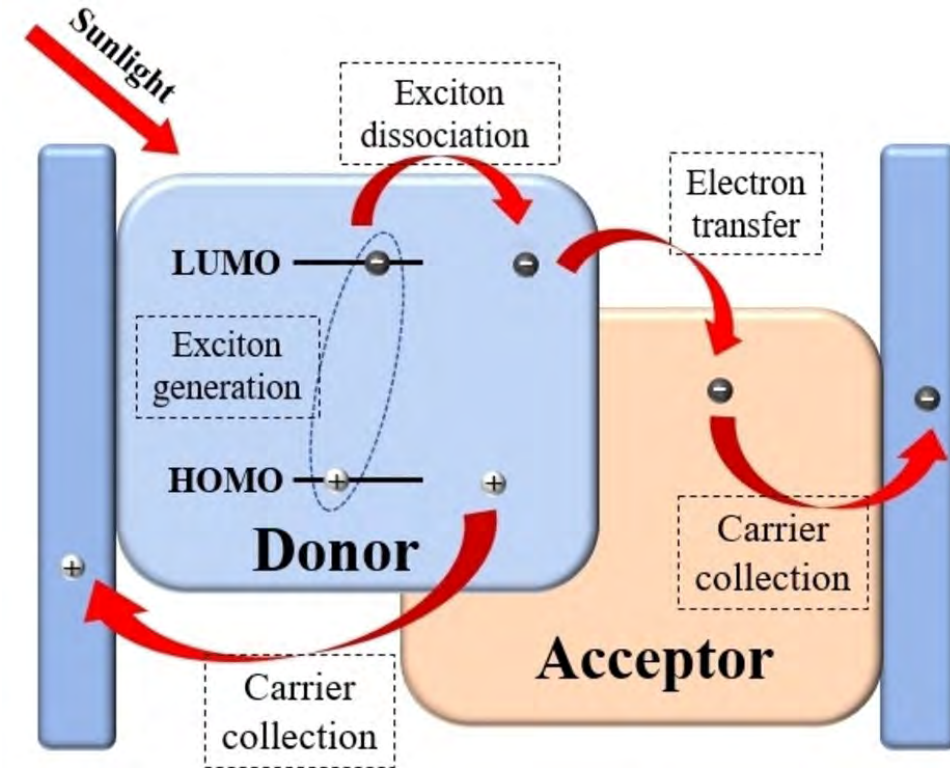 Sunlight
Exciton
dissociation
Electron
transfer
LUMO
Exciton
generation
HOMO
Donor
Carrier
collection
Acceptor
Carrier
collection